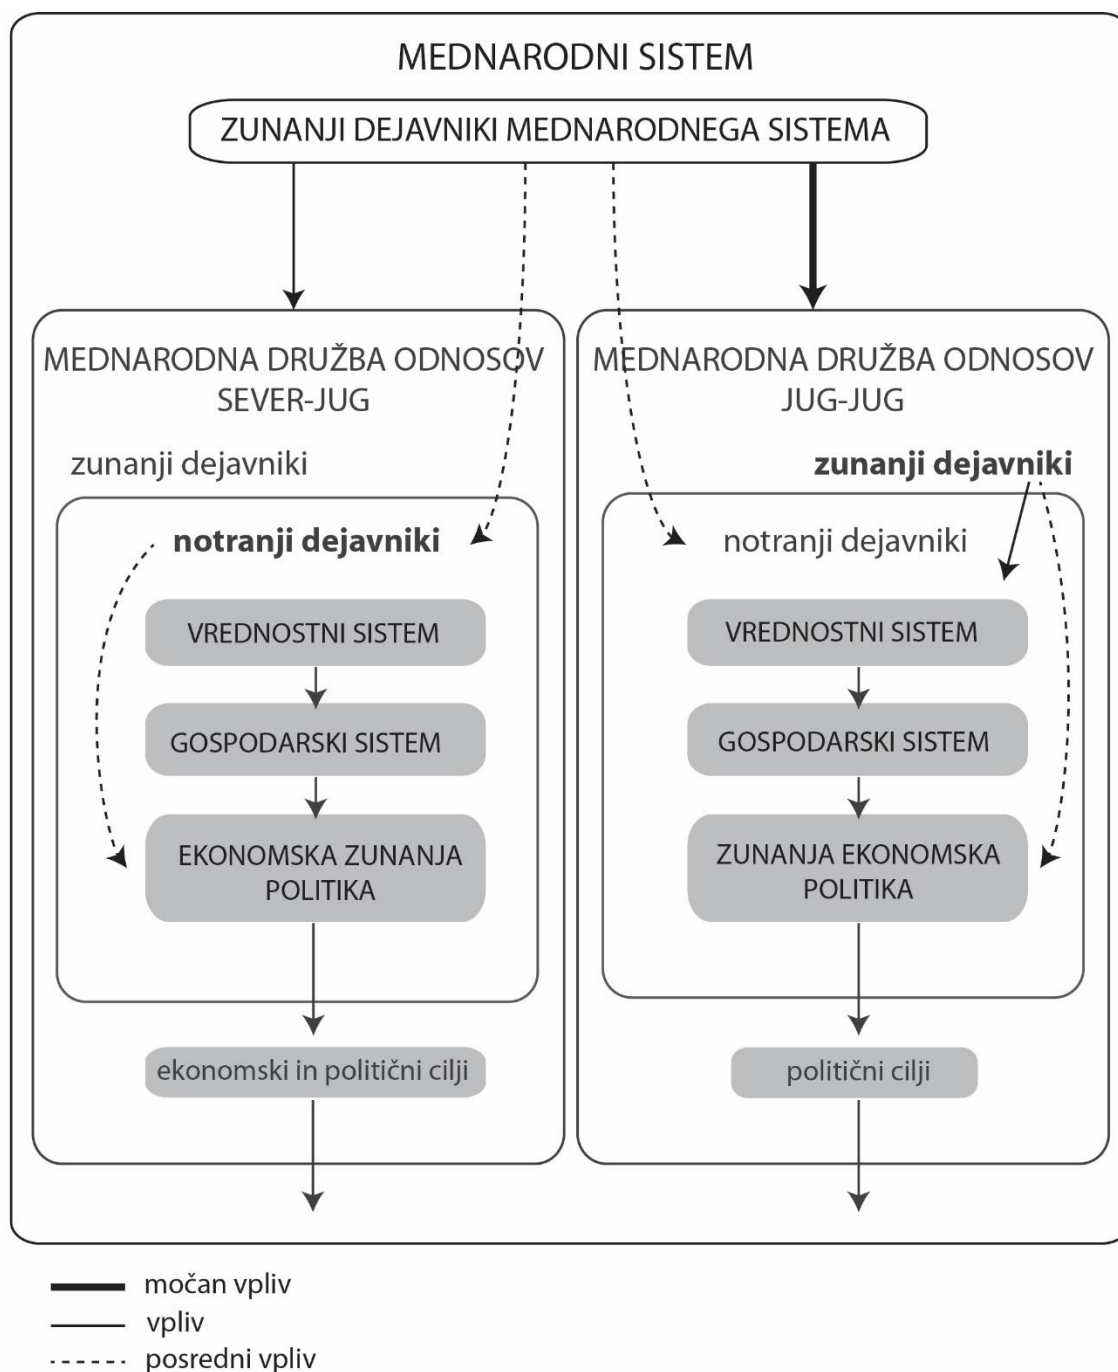 MEDNARODNI SISTEM
ZUNANJI DEJAVNIKI MEDNARODNEGA SISTEMA
MEDNARODNA DRUŽBA ODNOSOV
SEVER-JUG
zunanji dejavniki
notranji dejavniki
VREDNOSTNI SISTEM
GOSPODARSKI SISTEM
EKONOMSKA ZUNANJA
POLITIKA
ekonomski in politični cilji
MEDNARODNA DRUŽBA ODNOSOV
JUG-JUG
zunanji dejavniki
notranji dejavniki
VREDNOSTNI SISTEM
GOSPODARSKI SISTEM
ZUNANJA EKONOMSKA
POLITIKA
politični cilji
močan vpliv
vpliv
posredni vpliv